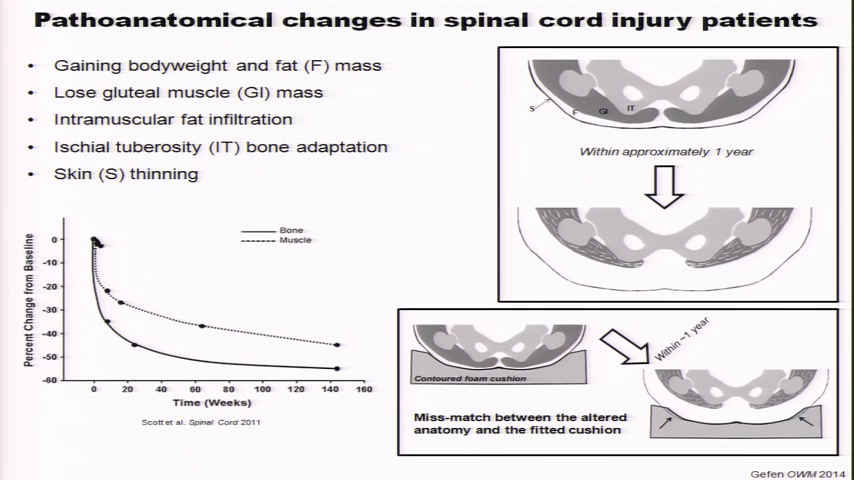 Pathoanatomical changes in spinal cord injury patients
• Gaining bodyweight and fat (F) mass
• Lose gluteal muscle (GI) mass
• Intramuscular fat infiltration
• Ischial tuberosity (IT) bone adaptation
• Skin (S) thinning
S
F
GI
IT
Within approximately 1 year
Bone
Muscle
Percent Change from Baseline
0
-10
-20
-30
-40
-50
-60
0 20 40 60 80 100 120 140 160
Time (Weeks)
Scott et al. Spinal Cord 2011
Contoured foam cushion
Within ~1 year
Miss-match between the altered
anatomy and the fitted cushion
Gefen OWM 2014